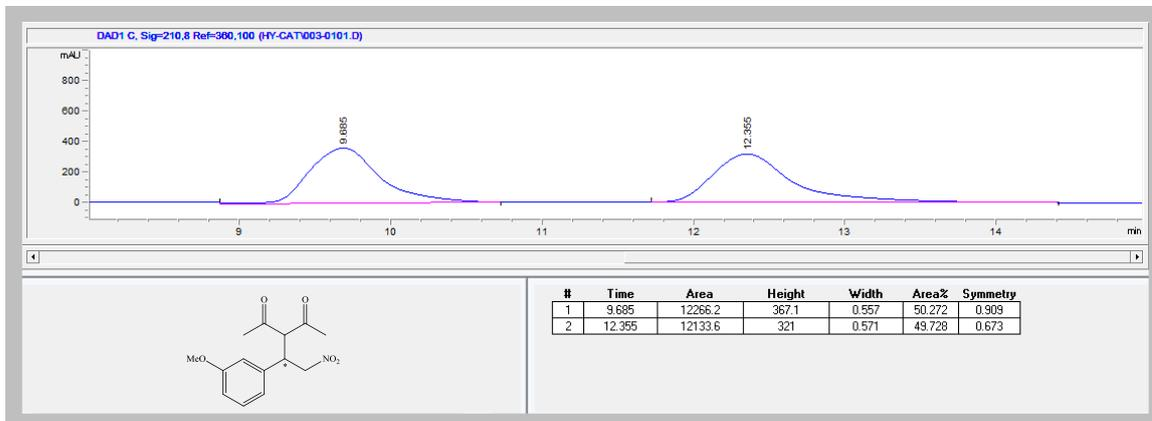 DAD1 C, Sig=210,8 Ref=360,100 (HY-CAT\003-0101.D)
mAU
800
600
400
200
0
9.685
12.355
9 10 11 12 13 14 min
O O
MeO
NO2
*
# Time Area Height Width Area% Symmetry
1 9.685 12266.2 367.1 0.557 50.272 0.909
2 12.355 12133.6 321 0.571 49.728 0.673